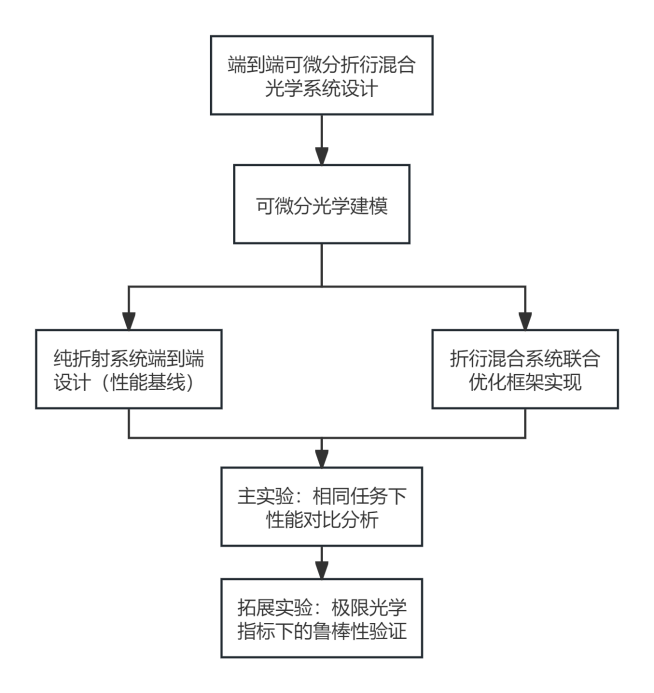 端到端可微分折衍混合
光学系统设计
可微分光学建模
纯折射系统端到端
设计（性能基线）
折衍混合系统联合
优化框架实现
主实验：相同任务下
性能对比分析
拓展实验：极限光学
指标下的鲁棒性验证